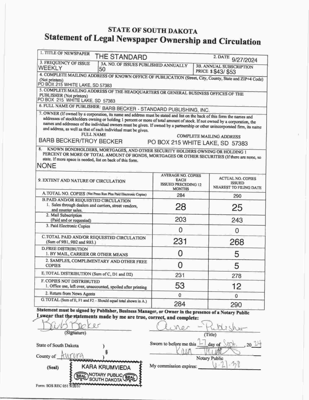 STATE OF SOUTH DAKOTA
Statement of Legal Newspaper Ownership and Circulation
1. TITLE OF NEWSPAPER THE STANDARD 2. DATE 9/27/2024
3. FREQUENCY OF ISSUE WEEKLY
3A. NO. OF ISSUES PUBLISHED ANNUALLY 50
3B. ANNUAL SUBSCRIPTION PRICE $ $43/ $53
4. COMPLETE MAILING ADDRESS OF KNOWN OFFICE OF PUBLICATION (Street, City, County, State and ZIP+4 Code)
(Not printers)
PO BOX 215 WHITE LAKE, SD 57383
5. COMPLETE MAILING ADDRESS OF THE HEADQUARTERS OR GENERAL BUSINESS OFFICES OF THE
PUBLISHER (Not printers)
PO BOX 215 WHITE LAKE, SD 57383
6. FULL NAME OF PUBLISHER: BARB BECKER - STANDARD PUBLISHING, INC.
7. OWNER (If owned by a corporation, its name and address must be stated and list on the back of this form the names and
addresses of stockholders owning or holding 1 percent or more of total amount of stock. If not owned by a corporation, the
names and addresses of the individual owners must be given. If owned by a partnership or other unincorporated firm, its name
and address, as well as that of each individual must be given.
FULL NAME COMPLETE MAILING ADDRESS
BARB BECKER/TROY BECKER PO BOX 215 WHITE LAKE, SD 57383
8. KNOWN BONDHOLDERS, MORTGAGES, AND OTHER SECURITY HOLDERS OWNING OR HOLDING 1
PERCENT OR MORE OF TOTAL AMOUNT OF BONDS, MORTGAGES OR OTHER SECURITIES (If there are none, so
state. If more space is needed, list on back of this form.
NONE
9. EXTENT AND NATURE OF CIRCULATION
AVERAGE NO. COPIES EACH ISSUES PRECEDING 12 MONTHS
ACTUAL NO. COPIES ISSUED NEAREST TO FILING DATE
A. TOTAL NO. COPIES (Net Press Run Plus Paid Electronic Copies) 284 290
B. PAID AND/OR REQUESTED CIRCULATION
1. Sales through dealers and carriers, street vendors, and counter sales 28 25
2. Mail Subscription (Paid and/or requested) 203 243
3. Paid Electronic Copies 0 0
C. TOTAL PAID AND/OR REQUESTED CIRCULATION (Sum of 9B1, 9B2 and 9B3.) 231 268
D. FREE DISTRIBUTION
1. BY MAIL, CARRIER OR OTHER MEANS 0 5
2. SAMPLES, COMPLIMENTARY AND OTHER FREE COPIES 0 5
E. TOTAL DISTRIBUTION (Sum of C, D1 and D2) 231 278
F. COPIES NOT DISTRIBUTED
1. Office use, left over, unaccounted, spoiled after printing 53 12
2. Return from News Agents 0 0
G. TOTAL (Sum of E, F1 and F2 - Should equal total shown in A.) 284 290
Statement must be signed by Publisher, Business Manager, or Owner in the presence of a Notary Public
I swear that the statements made by me are true, correct, and complete:
Barb Becker Owner - Publisher
(Signature) (Title)
State of South Dakota )
Sworn to before me this 27 day of Sept, 20 24
County of Aurora )
Notary Public
(Seal)
KARA KRUMVIEDA
NOTARY PUBLIC
SOUTH DAKOTA
SEAL
My commission expires: